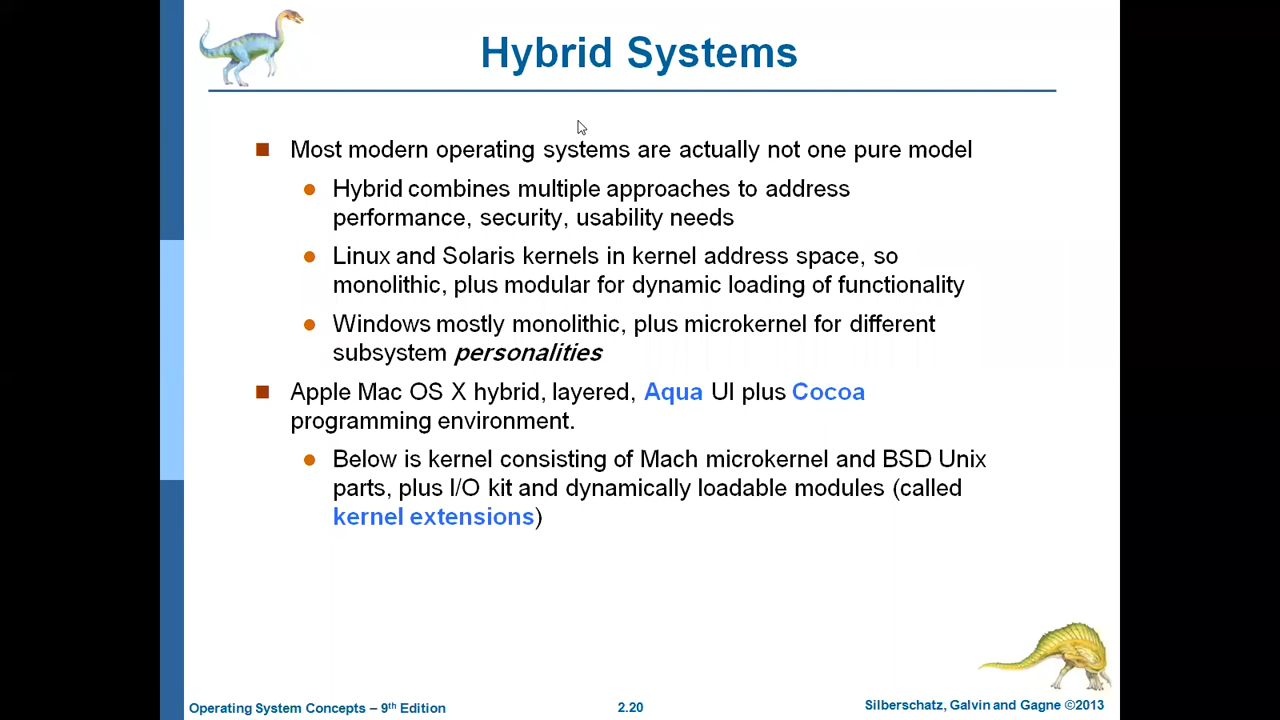 Hybrid Systems
Most modern operating systems are actually not one pure model
Hybrid combines multiple approaches to address
performance, security, usability needs
Linux and Solaris kernels in kernel address space, so
monolithic, plus modular for dynamic loading of functionality
Windows mostly monolithic, plus microkernel for different
subsystem personalities
Apple Mac OS X hybrid, layered, Aqua UI plus Cocoa
programming environment.
Below is kernel consisting of Mach microkernel and BSD Unix
parts, plus I/O kit and dynamically loadable modules (called
kernel extensions)
Operating System Concepts – 9th Edition
2.20
Silberschatz, Galvin and Gagne ©2013